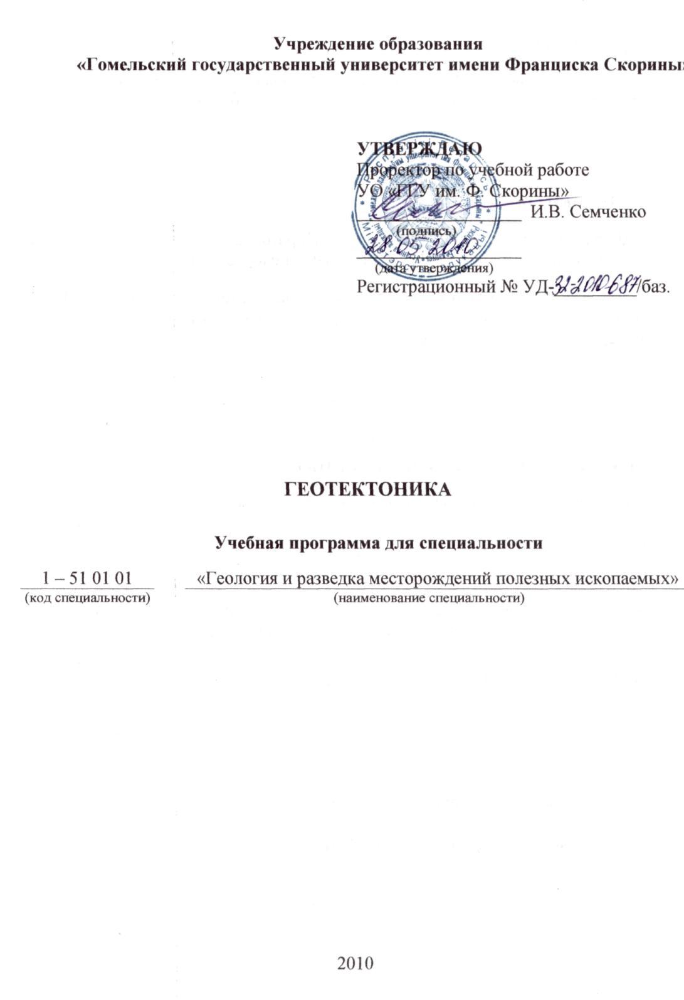 Учреждение образования
«Гомельский государственный университет имени Франциска Скорины»
УТВЕРЖДАЮ
Проректор по учебной работе
УО «ГГУ им. Ф. Скорины»
И.В. Семченко
(подпись)
28.05.2010
(дата утверждения)
Регистрационный № УД-32-2010-687/баз.
ГЕОТЕКТОНИКА
Учебная программа для специальности
1 – 51 01 01 «Геология и разведка месторождений полезных ископаемых»
(код специальности) (наименование специальности)
2010